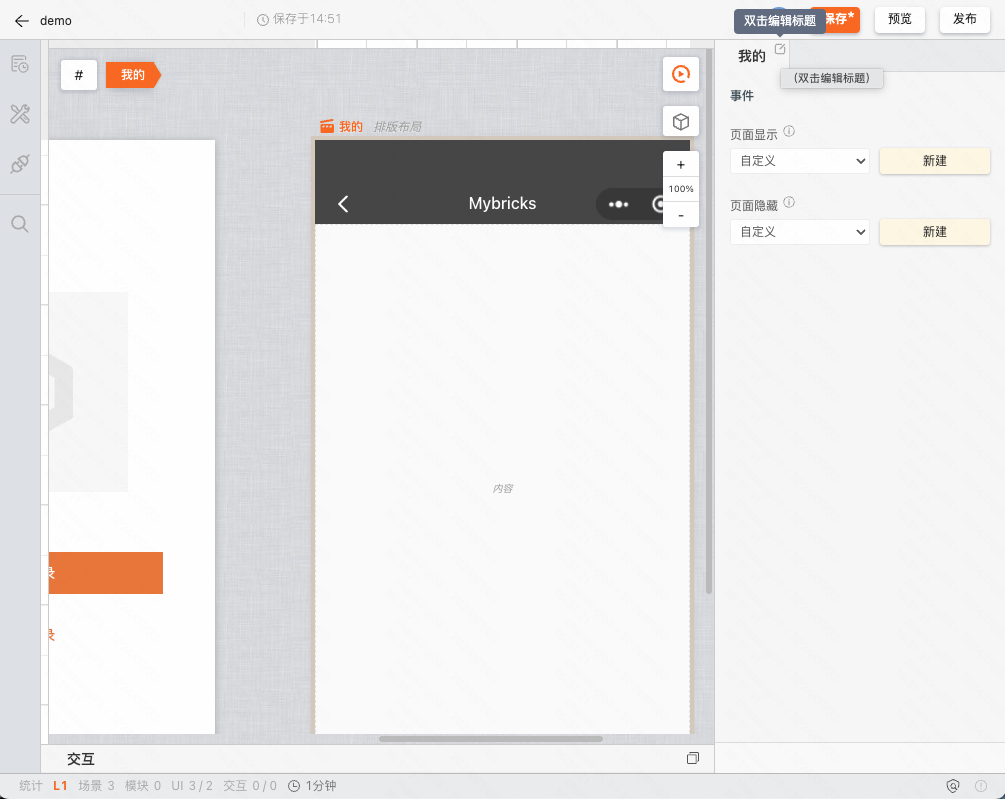 demo
保存于14:51
双击编辑标题
保存*
预览
发布
#
我的
我的
(双击编辑标题)
事件
我的
排版布局
页面显示
自定义
新建
+
100%
-
Mybricks
页面隐藏
自定义
新建
内容
录
录
交互
统计 L1 场景 3 模块 0 UI 3 / 2 交互 0 / 0 1分钟